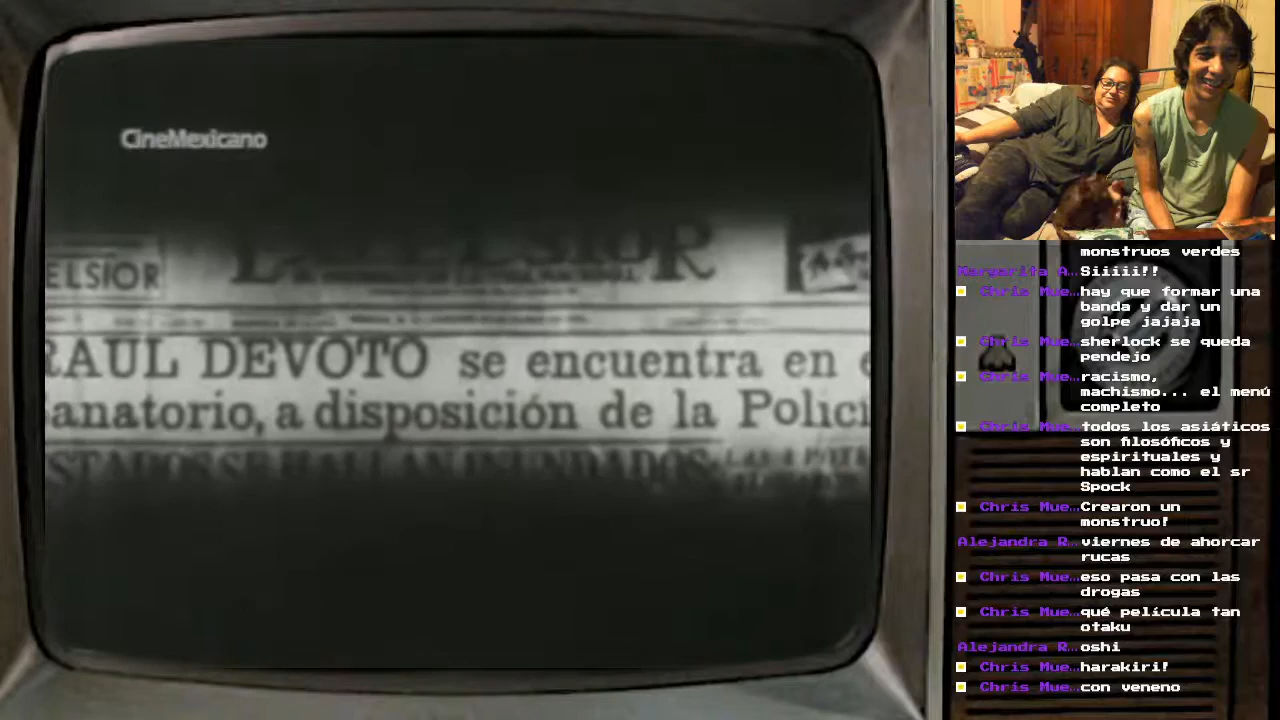 CineMexicano
ELSIOR
RAUL DEVOTO se encuentra en
anatorio, a disposición de la Polic
monstruos verdes
Margarita A… Siiiii!!
Chris Mue… hay que formar una
banda y dar un
golpe jajaja
Chris Mue… sherlock se queda
pendejo
Chris Mue… racismo,
machismo... el menú
completo
Chris Mue… todos los asiáticos
son filosóficos y
espirituales y
hablan como el sr
Spock
Chris Mue… Crearon un
monstruo!
Alejandra R… viernes de ahorcar
rucas
Chris Mue… eso pasa con las
drogas
Chris Mue… qué película tan
otaku
Alejandra R… oshi
Chris Mue… harakiri!
Chris Mue… con veneno